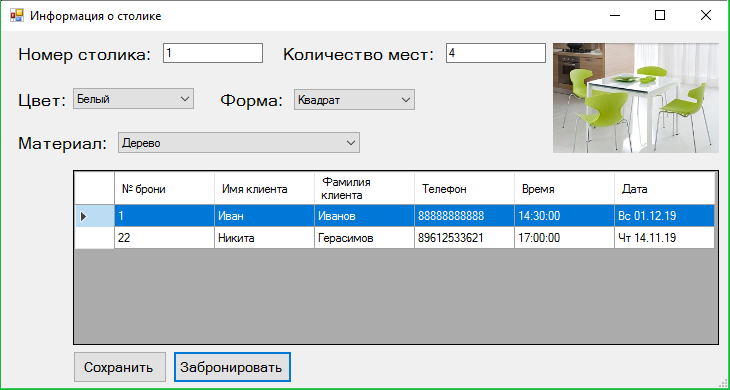 Информация о столике
Номер столика: 1 Количество мест: 4
Цвет: Белый Форма: Квадрат
Материал: Дерево
№ брони Имя клиента Фамилия клиента Телефон Время Дата
1 Иван Иванов 88888888888 14:30:00 Вс 01.12.19
22 Никита Герасимов 89612533621 17:00:00 Чт 14.11.19
Сохранить Забронировать